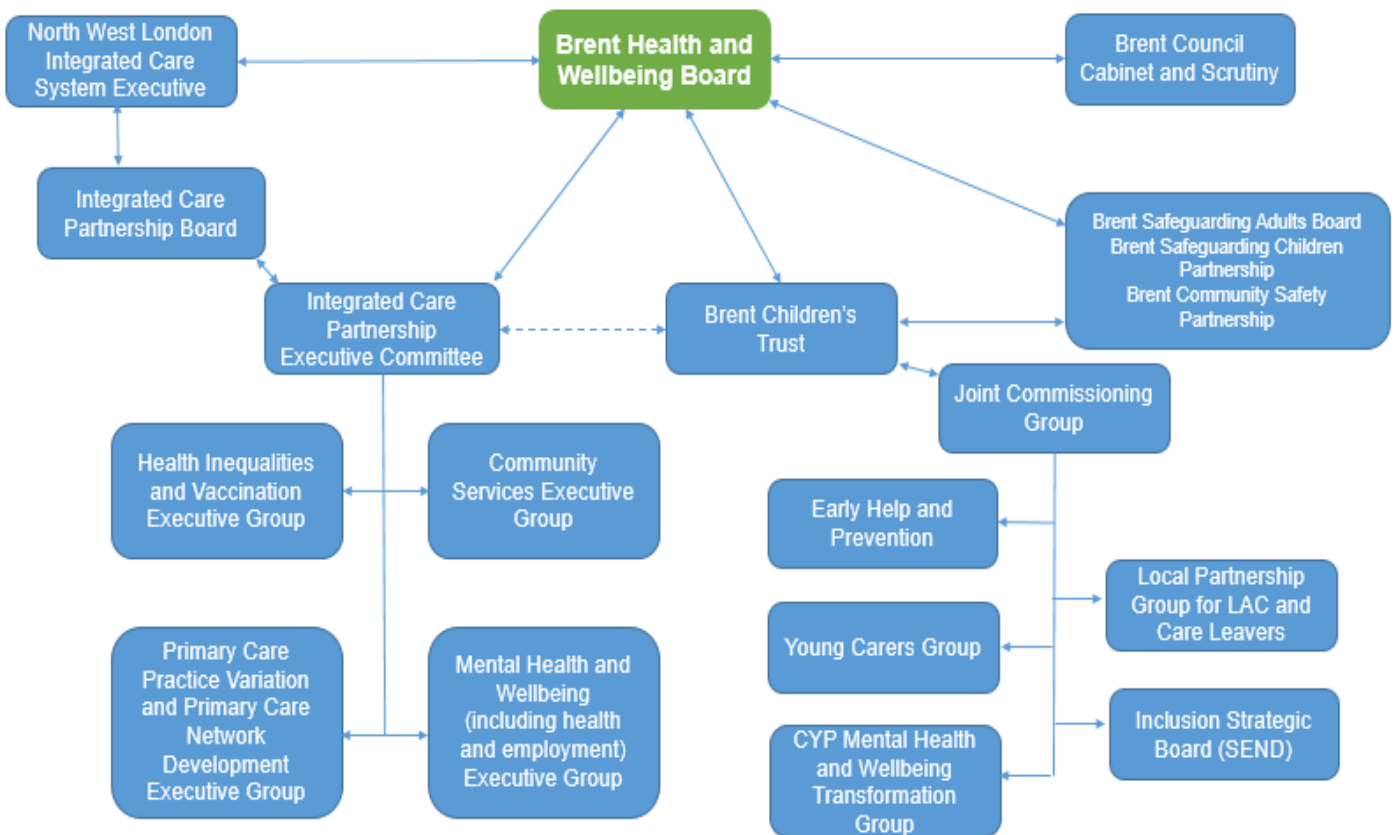 North West London
Integrated Care
System Executive
Brent Health and
Wellbeing Board
Brent Council
Cabinet and Scrutiny
Integrated Care
Partnership Board
Brent Safeguarding Adults Board
Brent Safeguarding Children
Partnership
Brent Community Safety
Partnership
Integrated Care
Partnership
Executive Committee
Brent Children’s
Trust
Joint Commissioning
Group
Health Inequalities
and Vaccination
Executive Group
Community
Services Executive
Group
Early Help and
Prevention
Local Partnership
Group for LAC and
Care Leavers
Young Carers Group
Primary Care
Practice Variation
and Primary Care
Network
Development
Executive Group
Mental Health and
Wellbeing
(including health
and employment)
Executive Group
Inclusion Strategic
Board (SEND)
CYP Mental Health
and Wellbeing
Transformation
Group